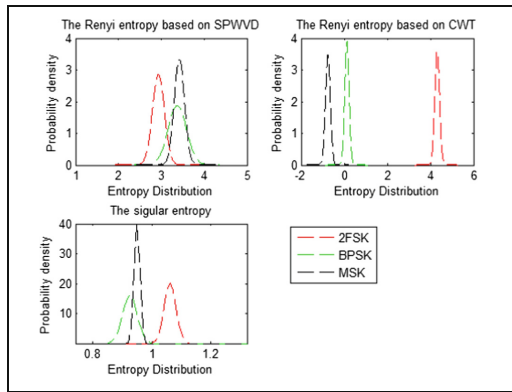 The Renyi entropy based on SPWVD
The Renyi entropy based on CWT
Probability density
4
3
2
1
0
1 2 3 4 5
Entropy Distribution
Probability density
4
3
2
1
0
-2 0 2 4 6
Entropy Distribution
The sigular entropy
Probability density
40
30
20
10
0.8 1 1.2
Entropy Distribution
2FSK
BPSK
MSK